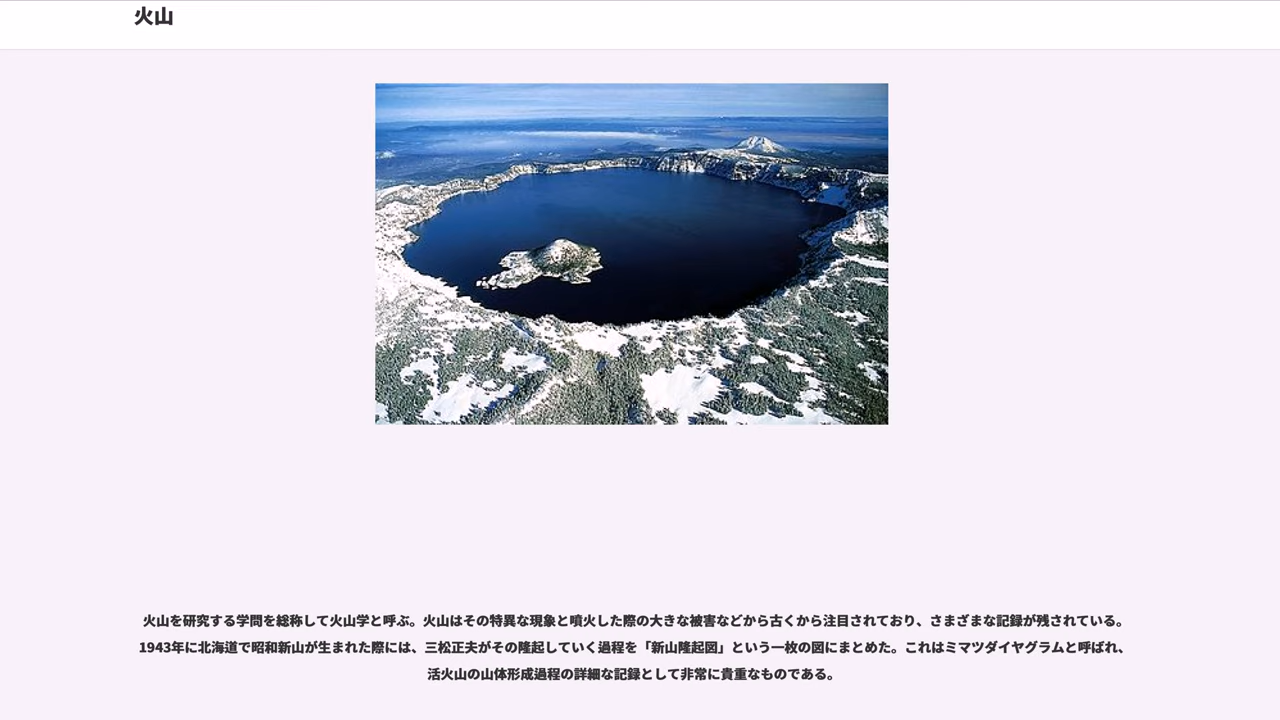 火山
火山を研究する学問を総称して火山学と呼ぶ。火山はその特異な現象と噴火した際の大きな被害などから古くから注目されており、さまざまな記録が残されている。
1943年に北海道で昭和新山が生まれた際には、三松正夫がその隆起していく過程を「新山隆起図」という一枚の図にまとめた。これはミマツダイヤグラムと呼ばれ、
活火山の山体形成過程の詳細な記録として非常に貴重なものである。